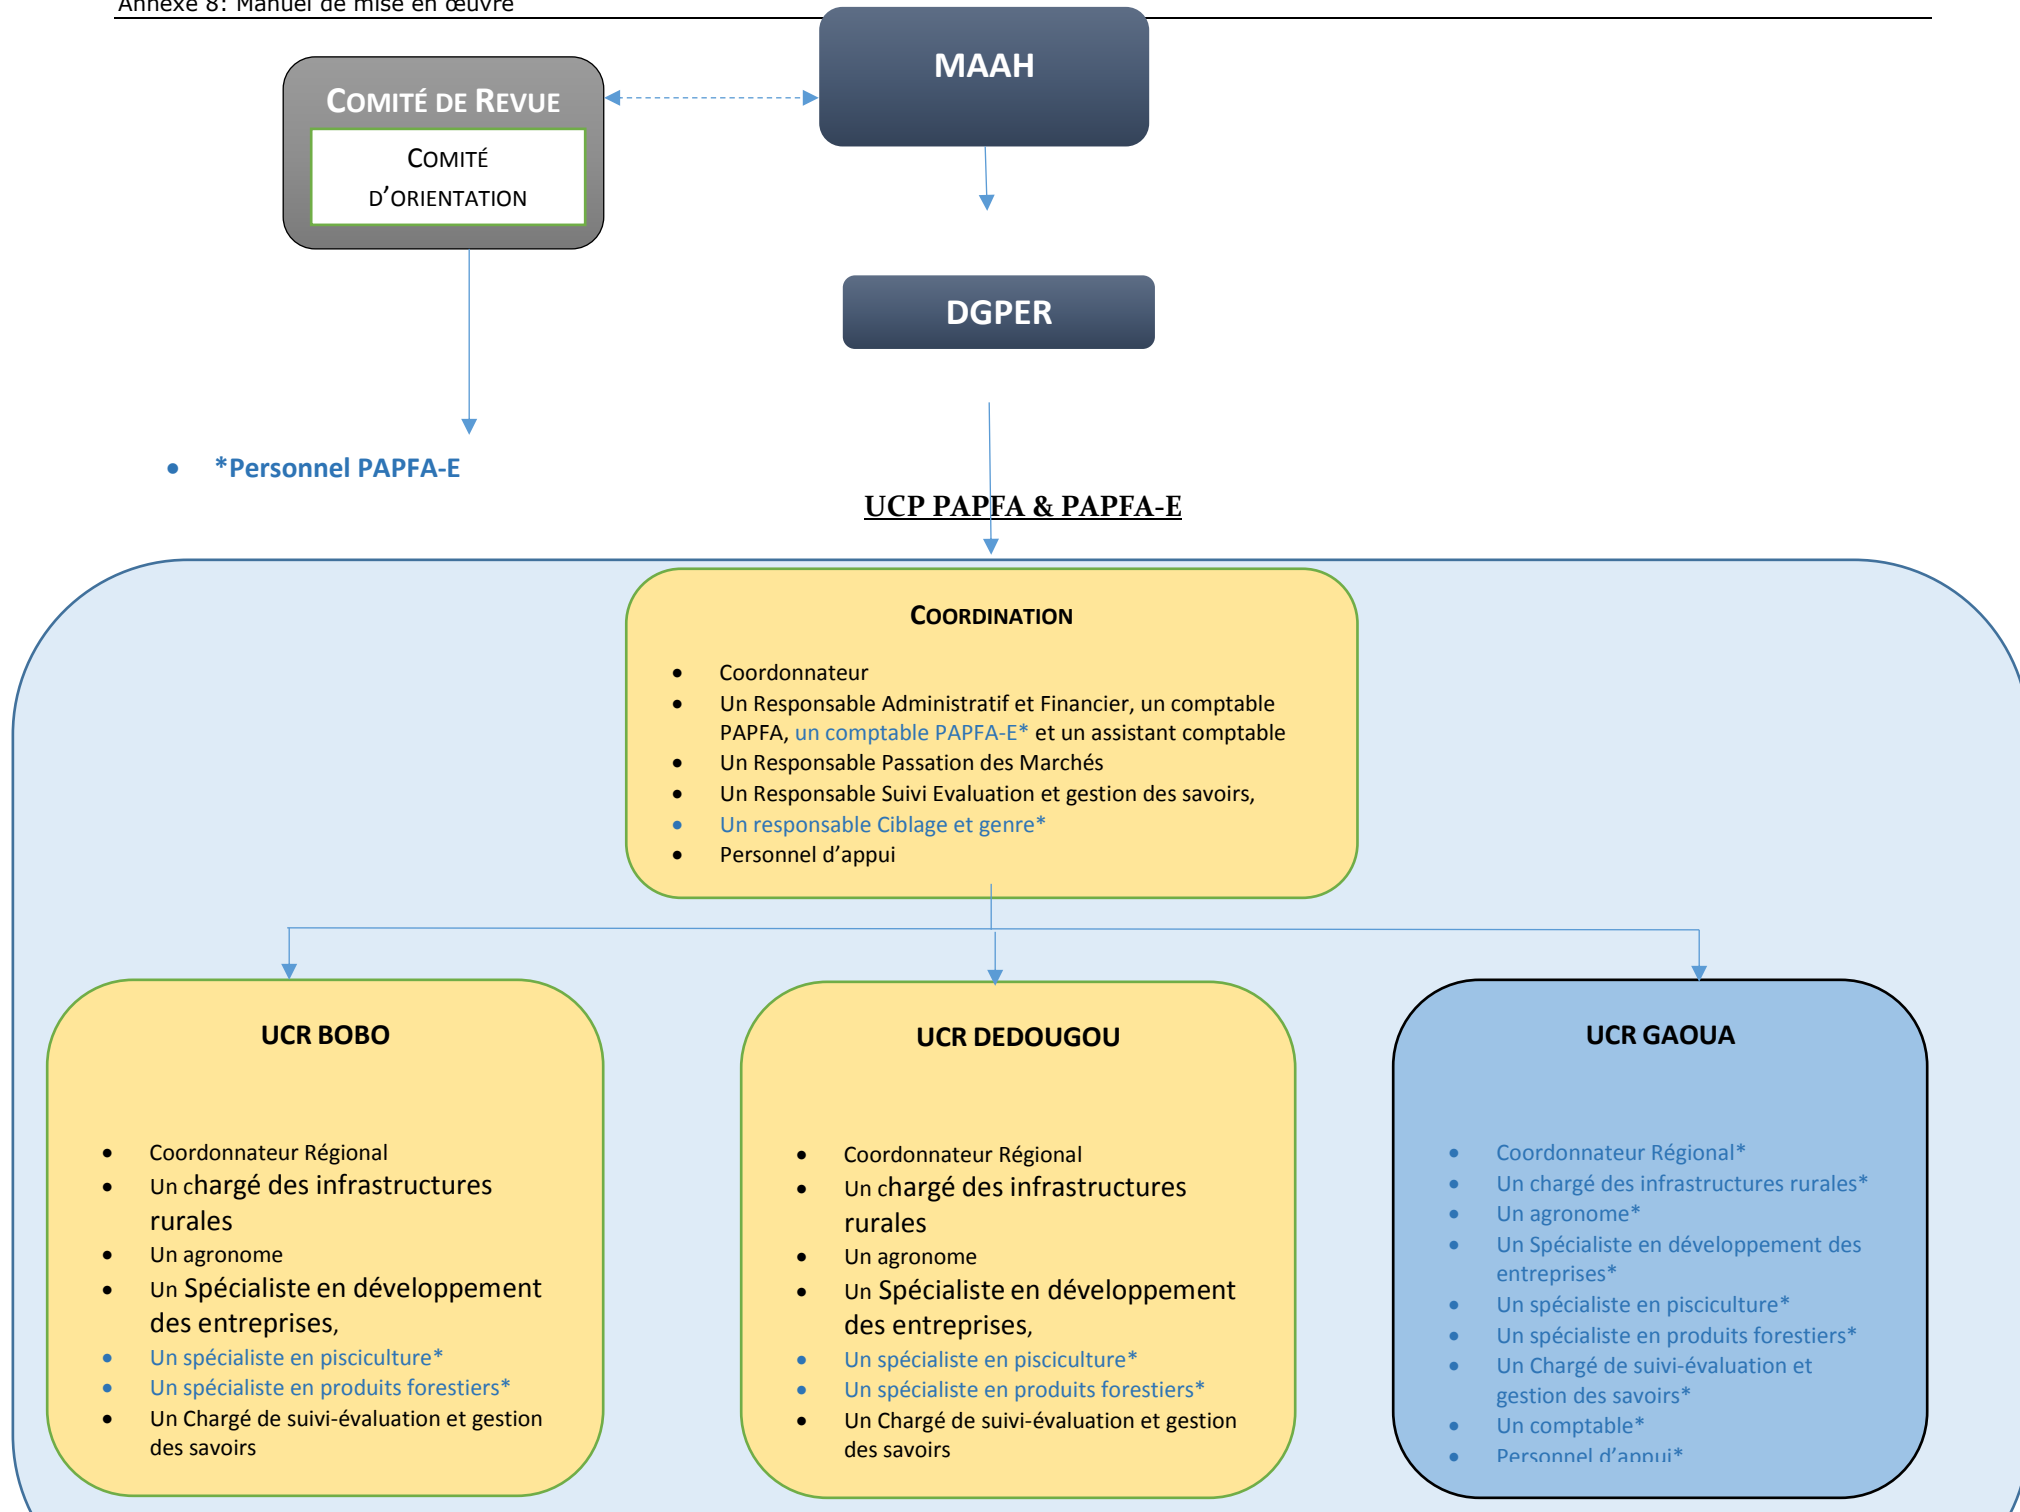 Annexe 8: Manuel de mise en œuvre
MAAH
COMITÉ DE REVUE
COMITÉ
D'ORIENTATION
DGPER
• *Personnel PAPFA-E
UCP PAPFA & PAPFA-E
COORDINATION
• Coordonnateur
• Un Responsable Administratif et Financier, un comptable
PAPFA, un comptable PAPFA-E* et un assistant comptable
• Un Responsable Passation des Marchés
• Un Responsable Suivi Evaluation et gestion des savoirs,
• Un responsable Ciblage et genre*
• Personnel d'appui
UCR BOBO
• Coordonnateur Régional
• Un chargé des infrastructures
rurales
• Un agronome
• Un Spécialiste en développement
des entreprises,
• Un spécialiste en pisciculture*
• Un spécialiste en produits forestiers*
• Un Chargé de suivi-évaluation et gestion
des savoirs
UCR DEDOUGOU
• Coordonnateur Régional
• Un chargé des infrastructures
rurales
• Un agronome
• Un Spécialiste en développement
des entreprises,
• Un spécialiste en pisciculture*
• Un spécialiste en produits forestiers*
• Un Chargé de suivi-évaluation et gestion
des savoirs
UCR GAOUA
• Coordonnateur Régional*
• Un chargé des infrastructures rurales*
• Un agronome*
• Un Spécialiste en développement des
entreprises*
• Un spécialiste en pisciculture*
• Un spécialiste en produits forestiers*
• Un Chargé de suivi-évaluation et
gestion des savoirs*
• Un comptable*
• Personnel d'appui*